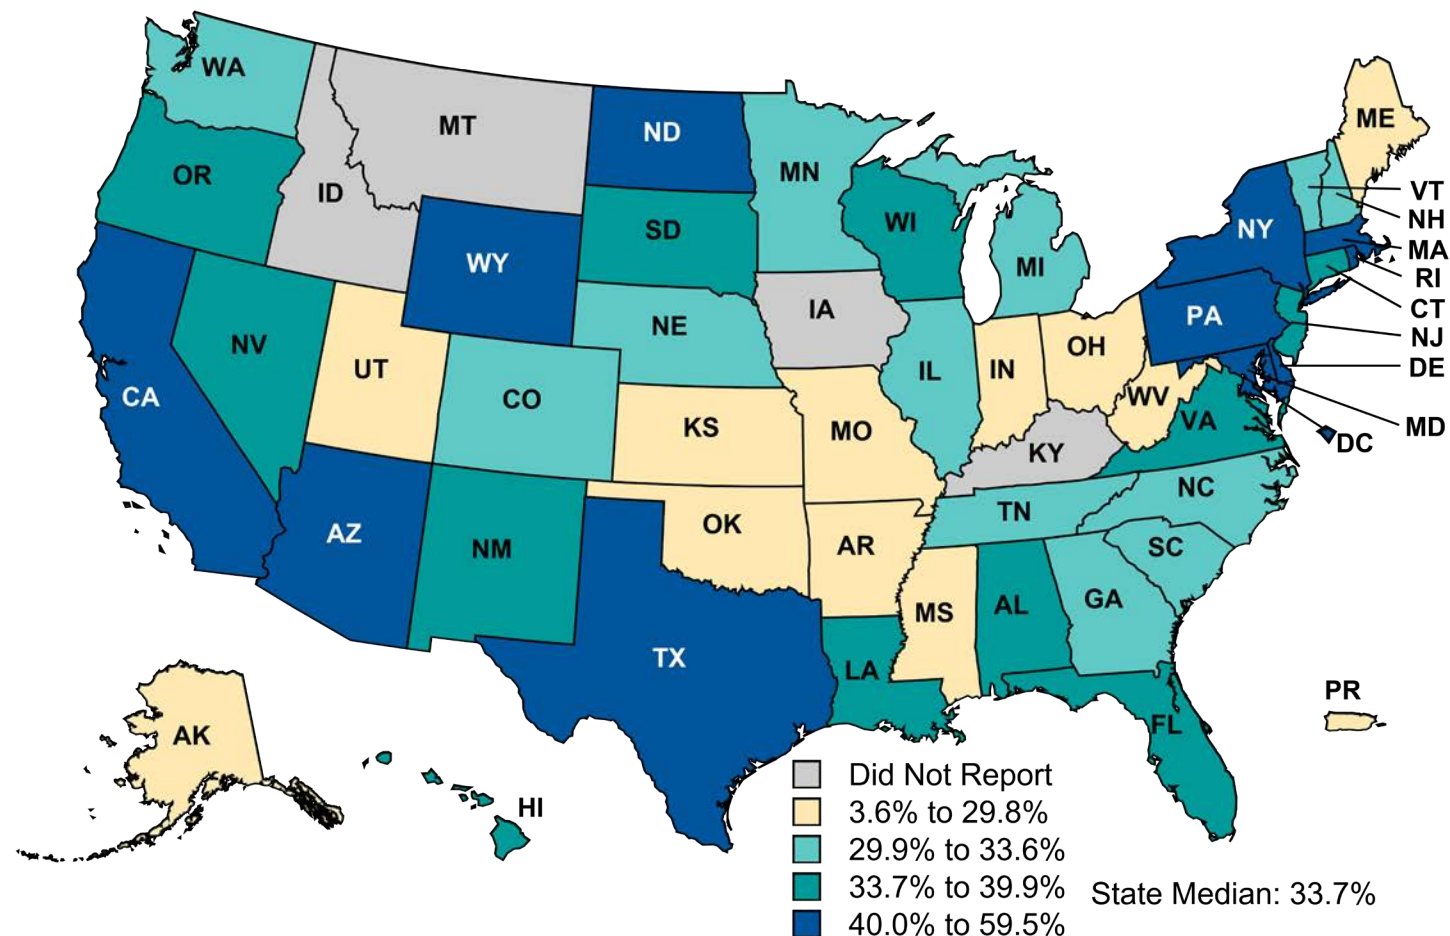 WA
MT
ND
ME
MN
OR
ID
VT
SD
WI
NH
NY
MA
WY
MI
RI
IA
CT
NE
PA
NJ
NV
UT
IN
OH
DE
IL
CA
CO
WV
KS
MO
VA
MD
DC
KY
NC
TN
OK
AZ
AR
SC
NM
GA
MS
AL
TX
LA
PR
FL
AK
HI
Did Not Report
3.6% to 29.8%
29.9% to 33.6%
33.7% to 39.9%
State Median: 33.7%
40.0% to 59.5%